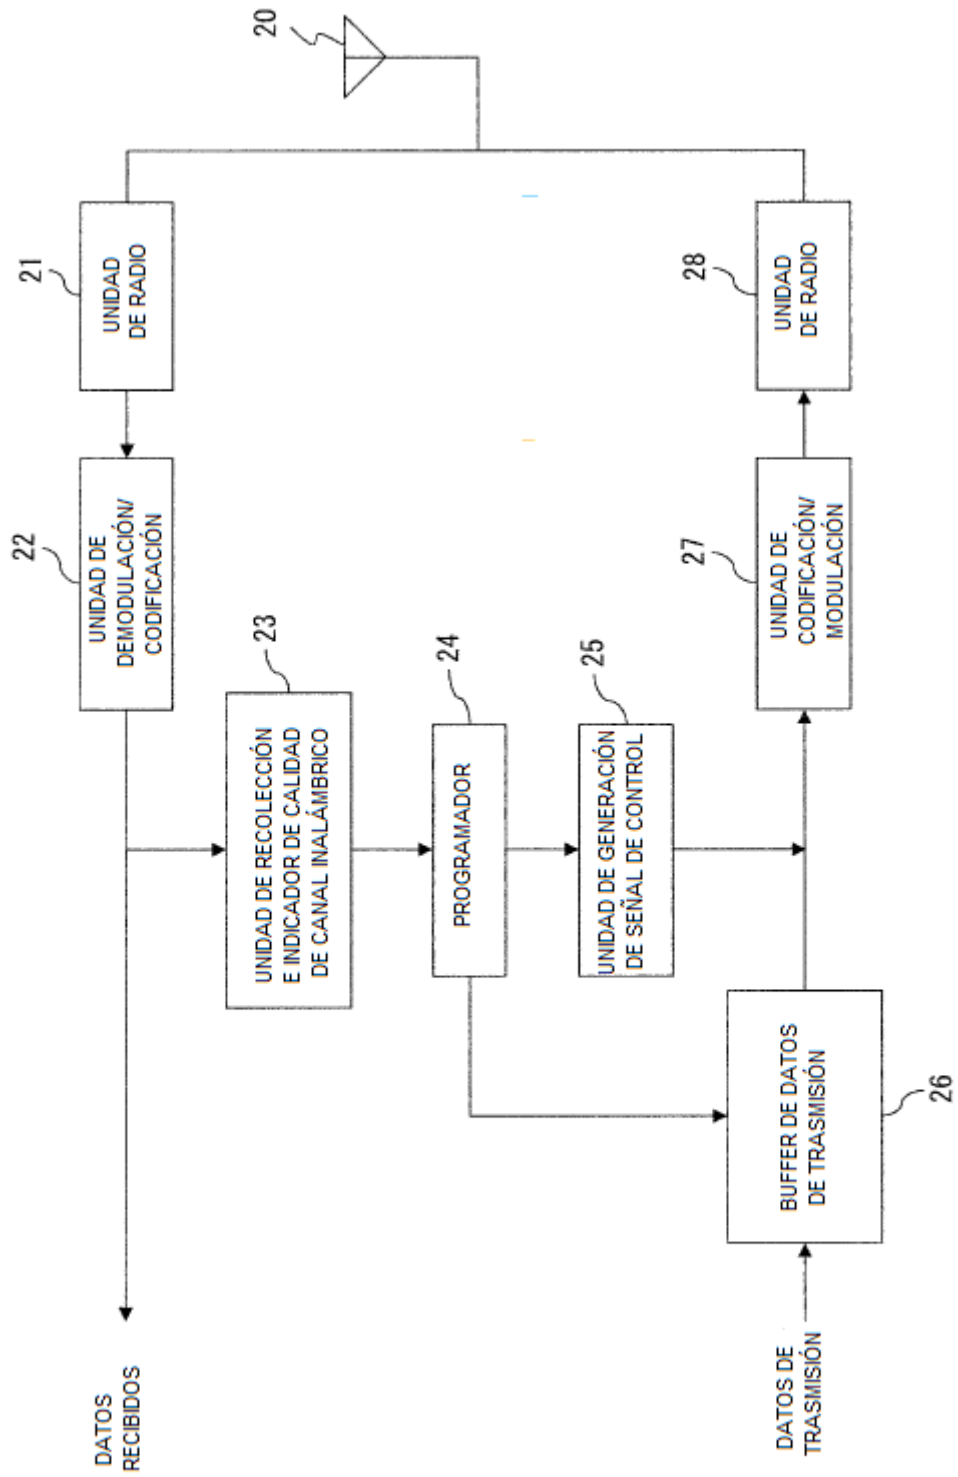 20
21
UNIDAD
DE RADIO
22
UNIDAD DE
DEMODULACIÓN/
CODIFICACIÓN
DATOS
RECIBIDOS
23
UNIDAD DE RECOLECCIÓN
E INDICADOR DE CALIDAD
DE CANAL INALÁMBRICO
24
PROGRAMADOR
25
UNIDAD DE GENERACIÓN
DE SEÑAL DE CONTROL
DATOS DE
TRASMISIÓN
BUFFER DE DATOS
DE TRASMISIÓN
26
27
UNIDAD DE
CODIFICACIÓN/
MODULACIÓN
28
UNIDAD
DE RADIO